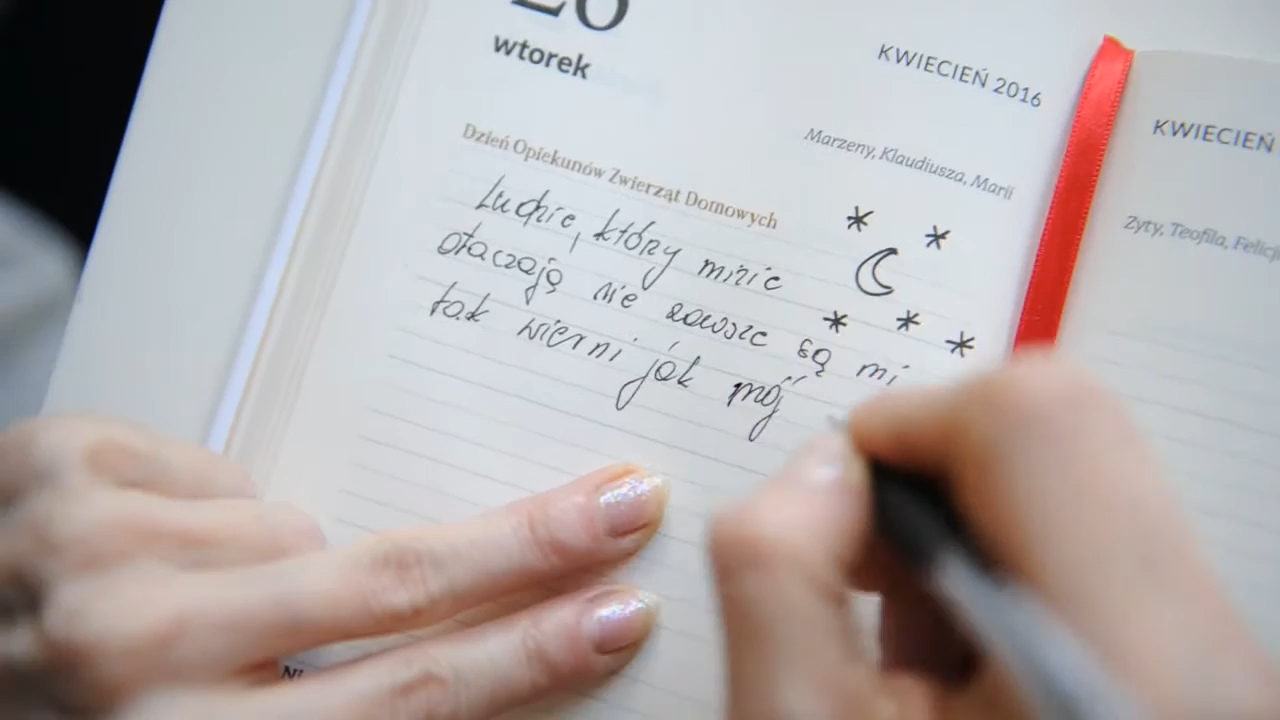 26
wtorek
KWIECIEŃ 2016
Marzeny, Klaudiusza, Marii
Dzień Opiekunów Zwierząt Domowych
Ludzie, którzy mnie
otaczają nie zawsze są mi
tak wierni jak mój
KWIECIEŃ
Zyty, Teofila,